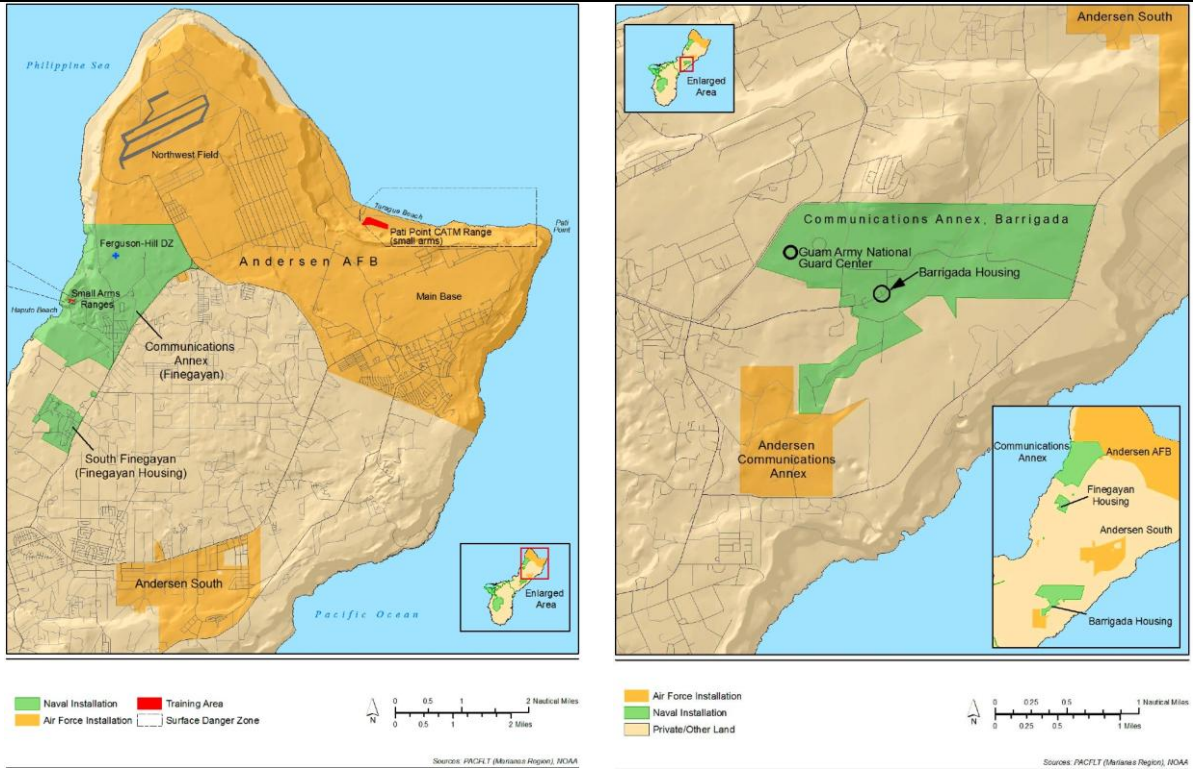 Philippine Sea
Northwest Field
Tarague Beach
Pati
Point
Pati Point CATM Range
(small arms)
Ferguson-Hill DZ
Andersen AFB
Main Base
Small Arms
Ranges
Haputo Beach
Communications
Annex
(Finegayan)
South Finegayan
(Finegayan Housing)
Andersen South
Enlarged
Area
Pacific Ocean
Naval Installation
Training Area
Air Force Installation
Surface Danger Zone
N
0 0.5 1 2 Nautical Miles
0 0.5 1 2 Miles
Sources: PACFLT (Marianas Region), NOAA
Andersen South
Enlarged
Area
Communications Annex, Barrigada
Guam Army National
Guard Center
Barrigada Housing
Andersen
Communications
Annex
Communications
Annex
Andersen AFB
Finegayan
Housing
Andersen South
Barrigada Housing
Air Force Installation
Naval Installation
Private/Other Land
N
0 0.25 0.5 1 Nautical Miles
0 0.25 0.5 1 Miles
Sources: PACFLT (Marianas Region), NOAA